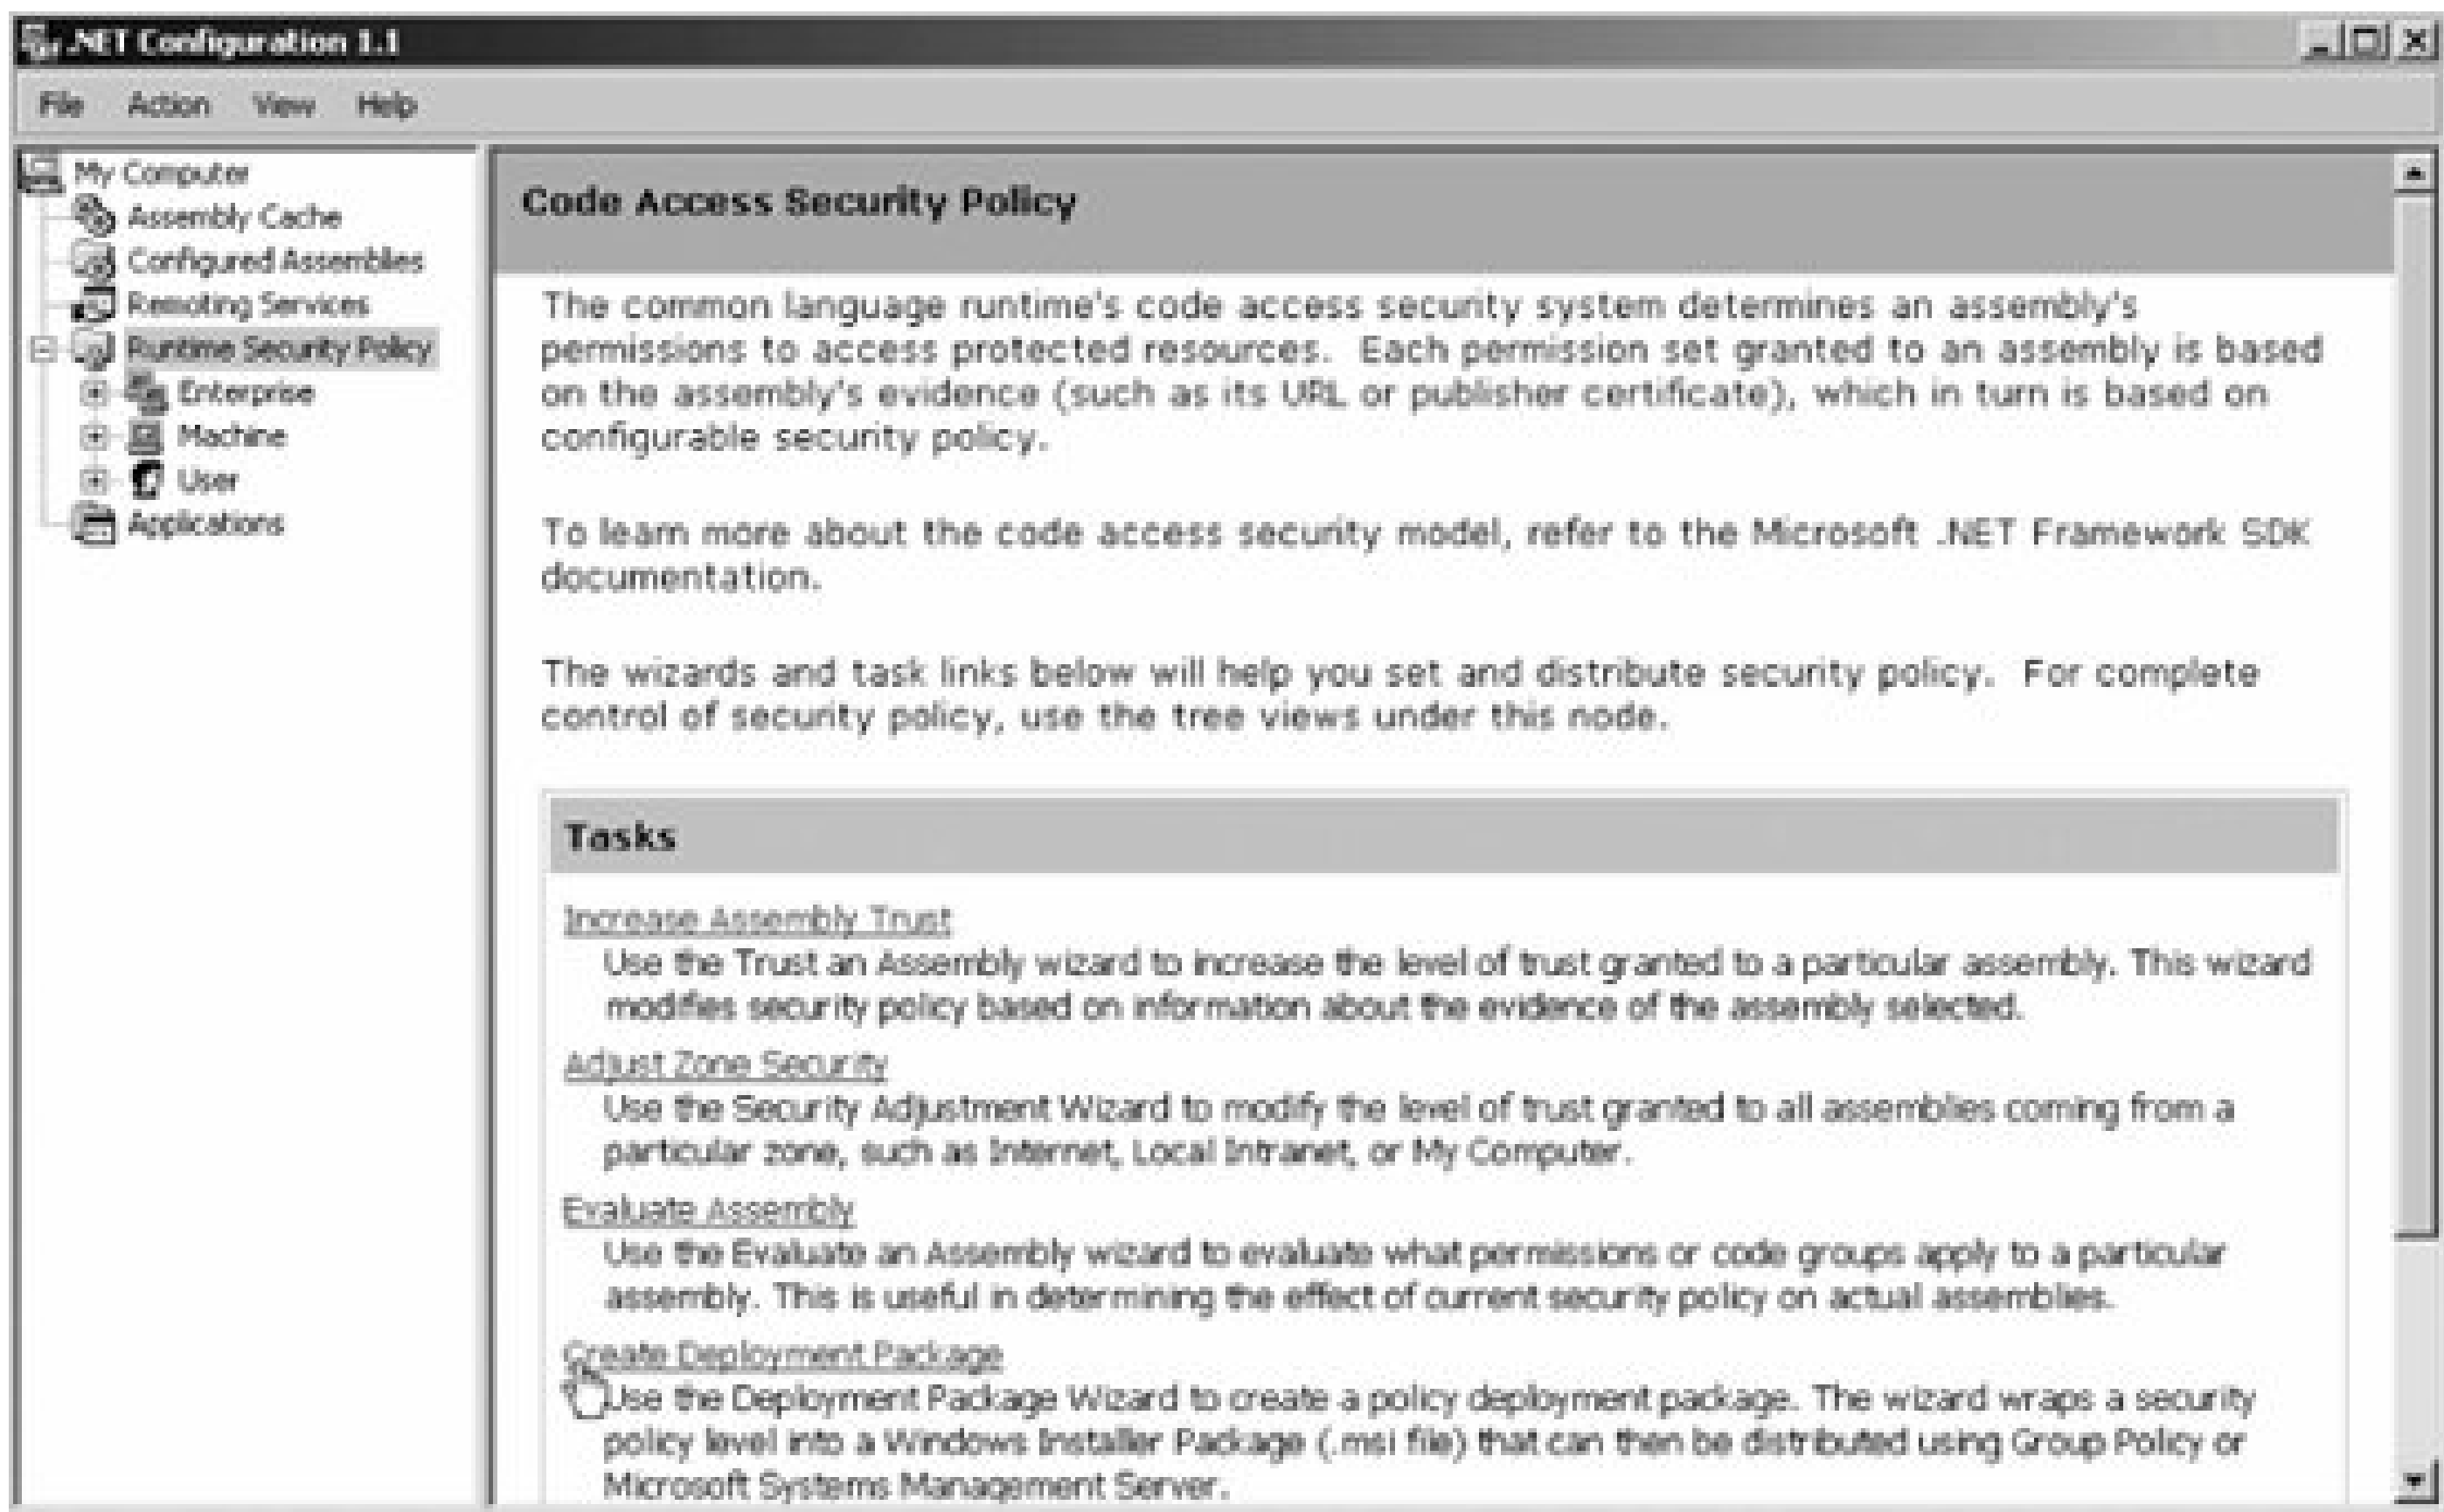 .NET Configuration 1.1
File Action View Help
My Computer
Assembly Cache
Configured Assemblies
Remoting Services
Runtime Security Policy
Enterprise
Machine
User
Applications
Code Access Security Policy
The common language runtime's code access security system determines an assembly's
permissions to access protected resources. Each permission set granted to an assembly is based
on the assembly's evidence (such as its URL or publisher certificate), which in turn is based on
configurable security policy.
To learn more about the code access security model, refer to the Microsoft .NET Framework SDK
documentation.
The wizards and task links below will help you set and distribute security policy. For complete
control of security policy, use the tree views under this node.
Tasks
Increase Assembly Trust
Use the Trust an Assembly wizard to increase the level of trust granted to a particular assembly. This wizard
modifies security policy based on information about the evidence of the assembly selected.
Adjust Zone Security
Use the Security Adjustment Wizard to modify the level of trust granted to all assemblies coming from a
particular zone, such as Internet, Local Intranet, or My Computer.
Evaluate Assembly
Use the Evaluate an Assembly wizard to evaluate what permissions or code groups apply to a particular
assembly. This is useful in determining the effect of current security policy on actual assemblies.
Create Deployment Package
Use the Deployment Package Wizard to create a policy deployment package. The wizard wraps a security
policy level into a Windows Installer Package (.msi file) that can then be distributed using Group Policy or
Microsoft Systems Management Server.